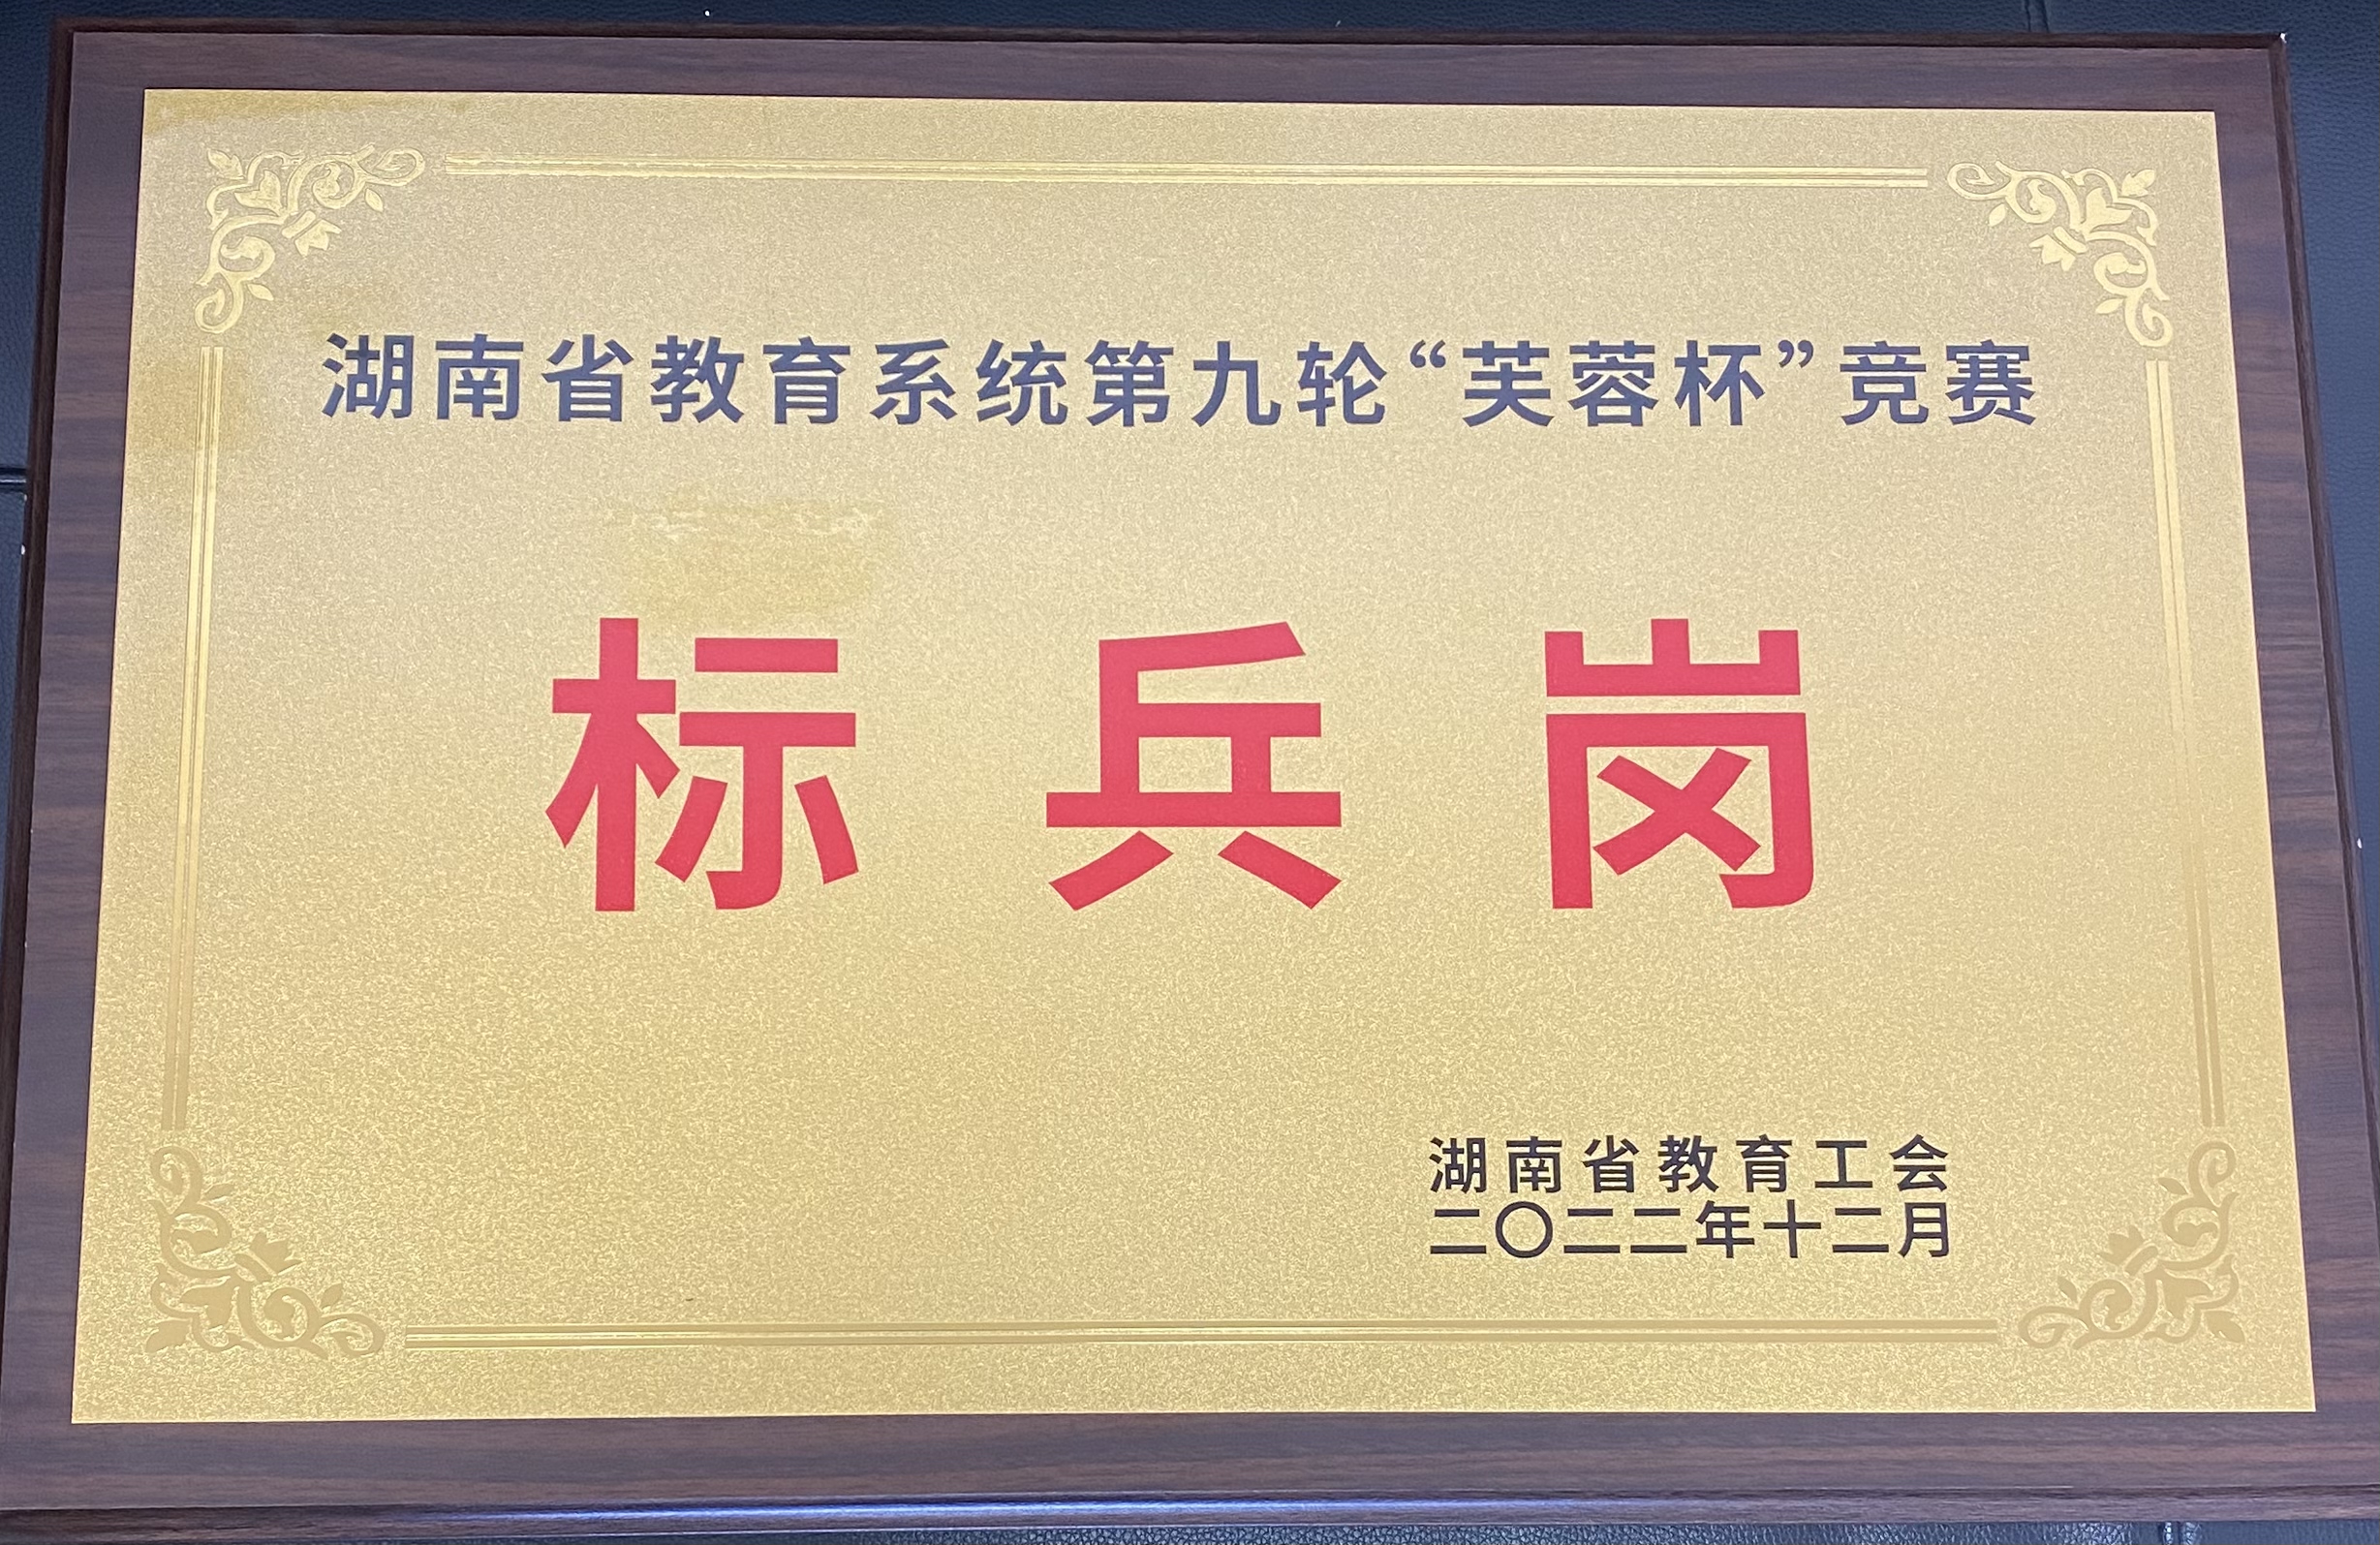 湖南省教育系统第九轮“芙蓉杯”竞赛
标兵岗
湖南省教育工会
二〇二二年十二月